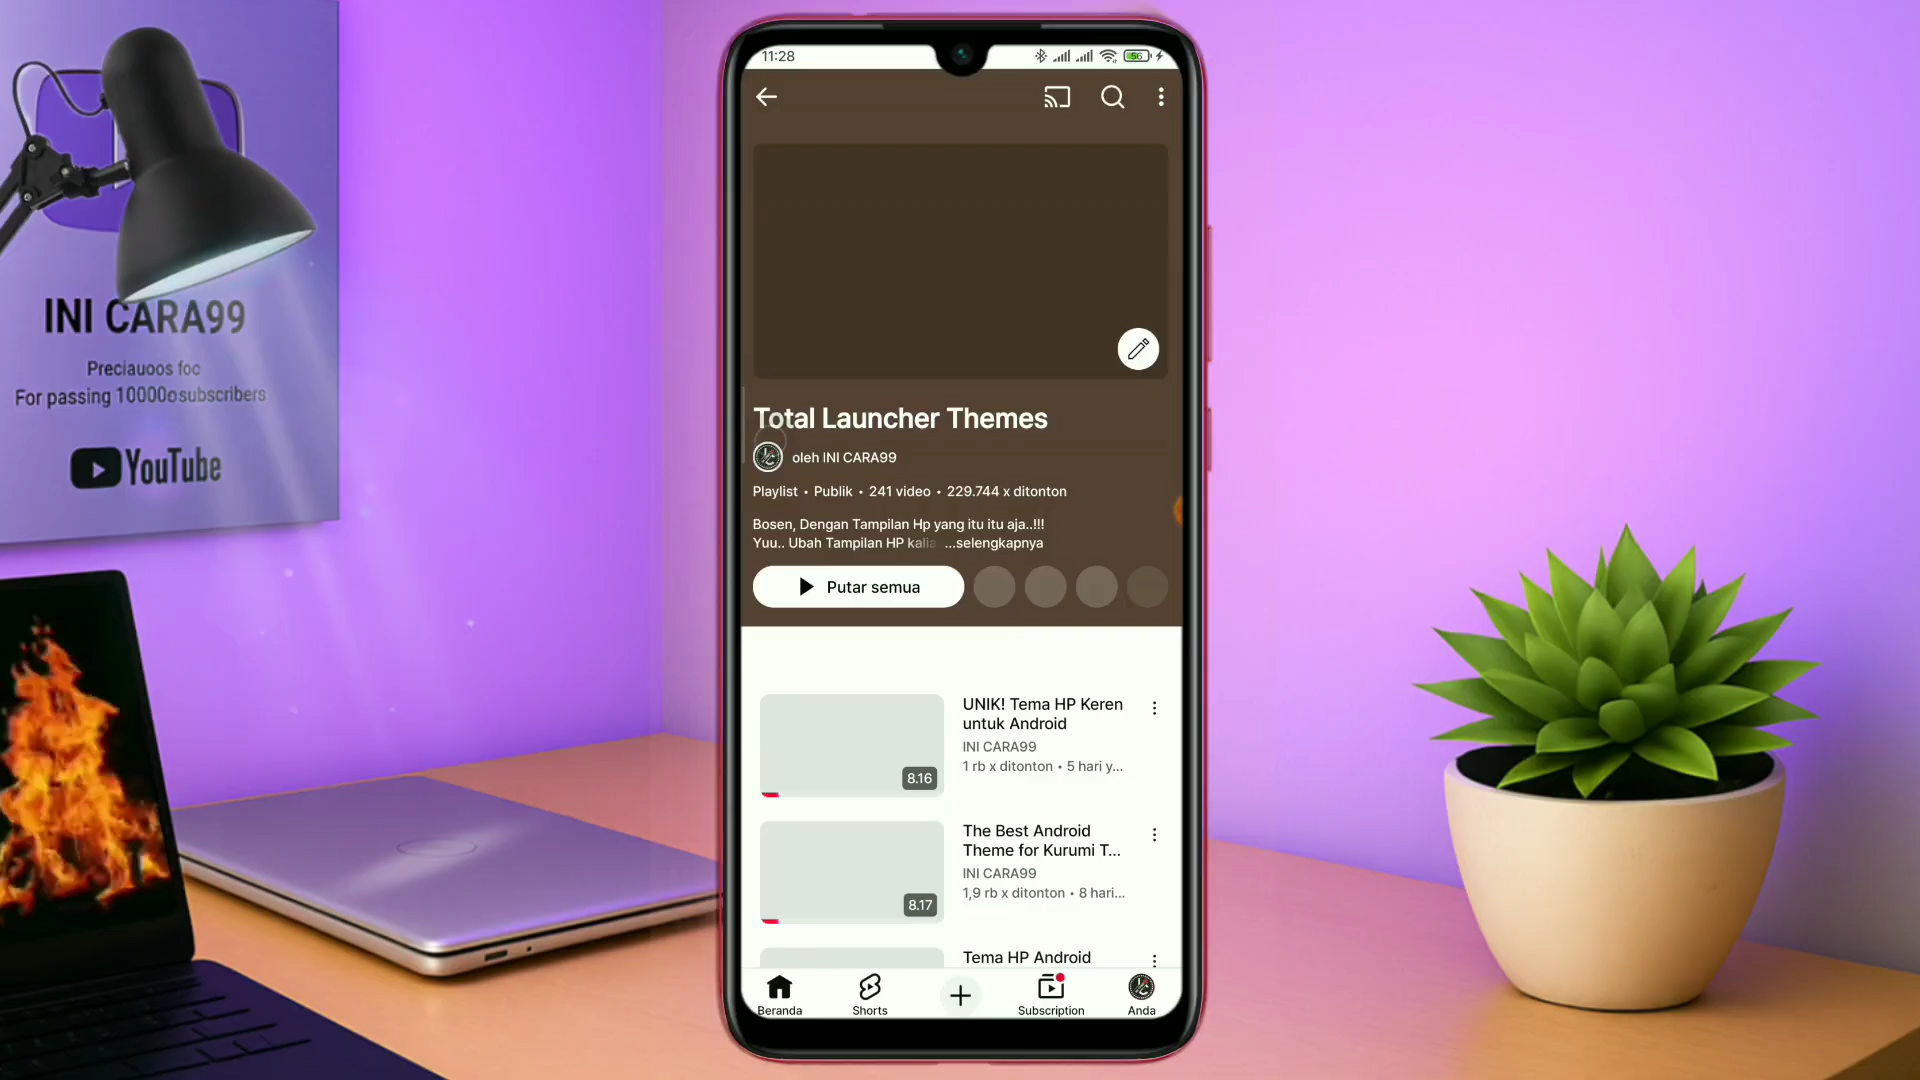 INI CARA99
Preciauoos foc
For passing 10000o subscribers
YouTube
11:28
56
Total Launcher Themes
oleh INI CARA99
Playlist • Publik • 241 video • 229.744 x ditonton
Bosen, Dengan Tampilan Hp yang itu itu aja..!!!
Yuu.. Ubah Tampilan HP kalia ...selengkapnya
Putar semua
UNIK! Tema HP Keren
untuk Android
INI CARA99
1 rb x ditonton • 5 hari y...
8.16
The Best Android
Theme for Kurumi T...
INI CARA99
1,9 rb x ditonton • 8 hari...
8.17
Tema HP Android
Beranda
Shorts
Subscription
Anda